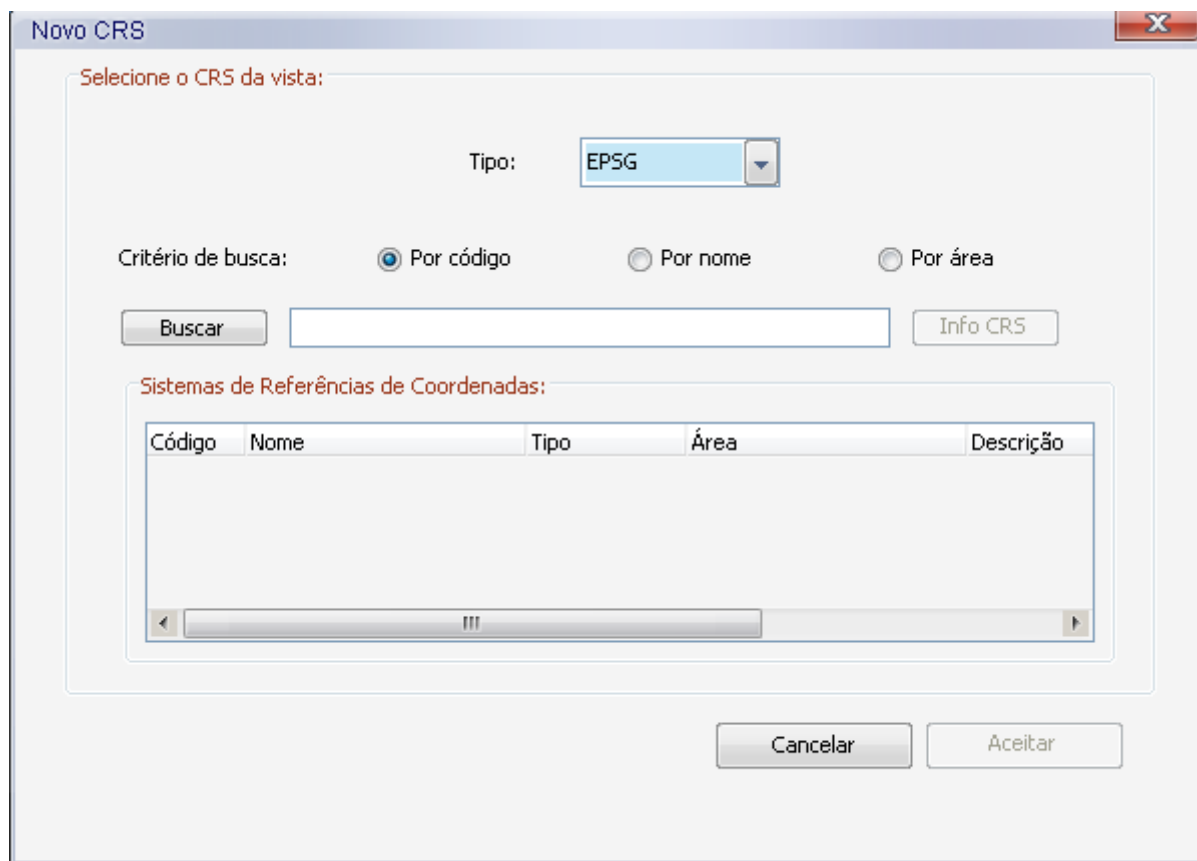 Novo CRS
Selecione o CRS da vista:
Tipo: EPSG
Critério de busca: Por código Por nome Por área
Buscar Info CRS
Sistemas de Referências de Coordenadas:
Código Nome Tipo Área Descrição
Cancelar Aceitar